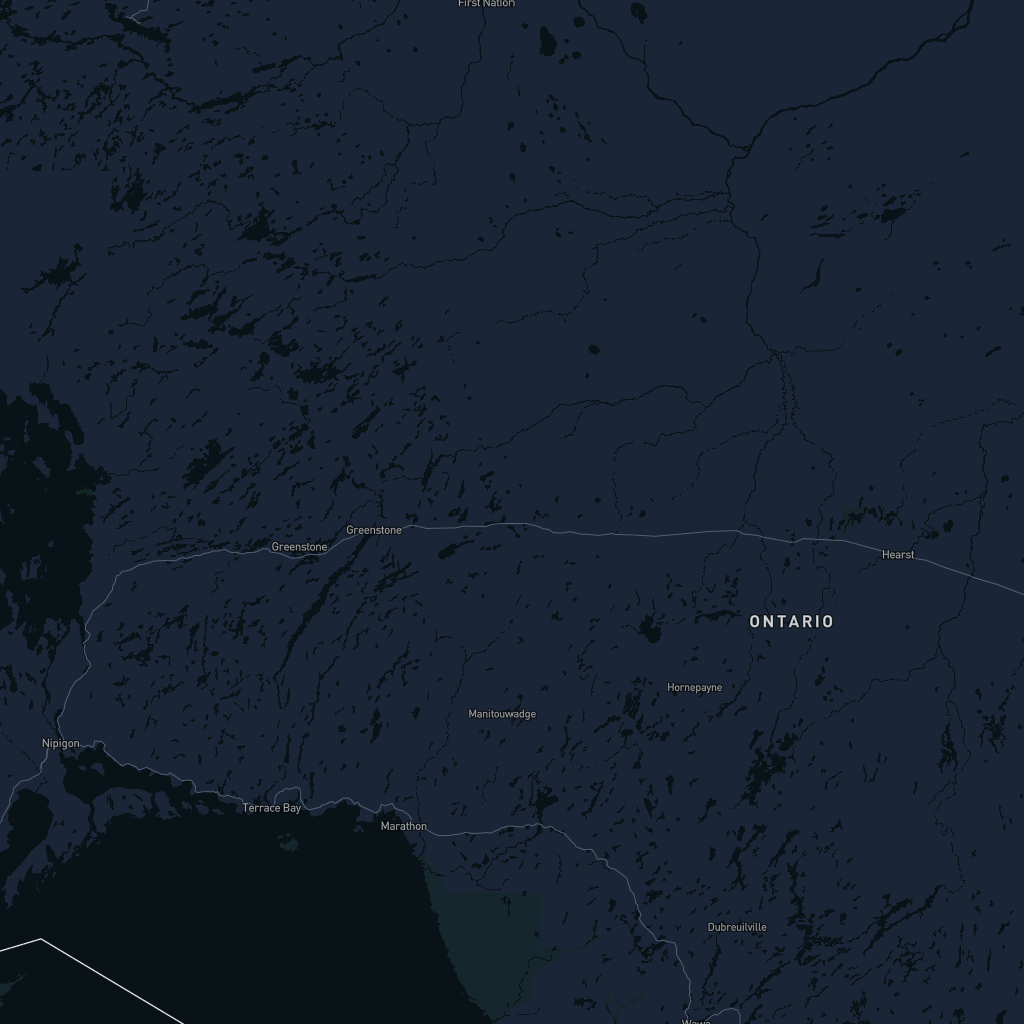 First Nation
Greenstone
Greenstone
Hearst
ONTARIO
Hornepayne
Manitouwadge
Nipigon
Terrace Bay
Marathon
Dubreuilville
Wawa